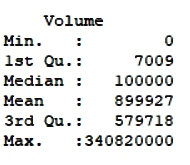 Volume
Min.   :        0
1st Qu.:     7009
Median :   100000
Mean   :   899927
3rd Qu.:   579718
Max.   :340820000